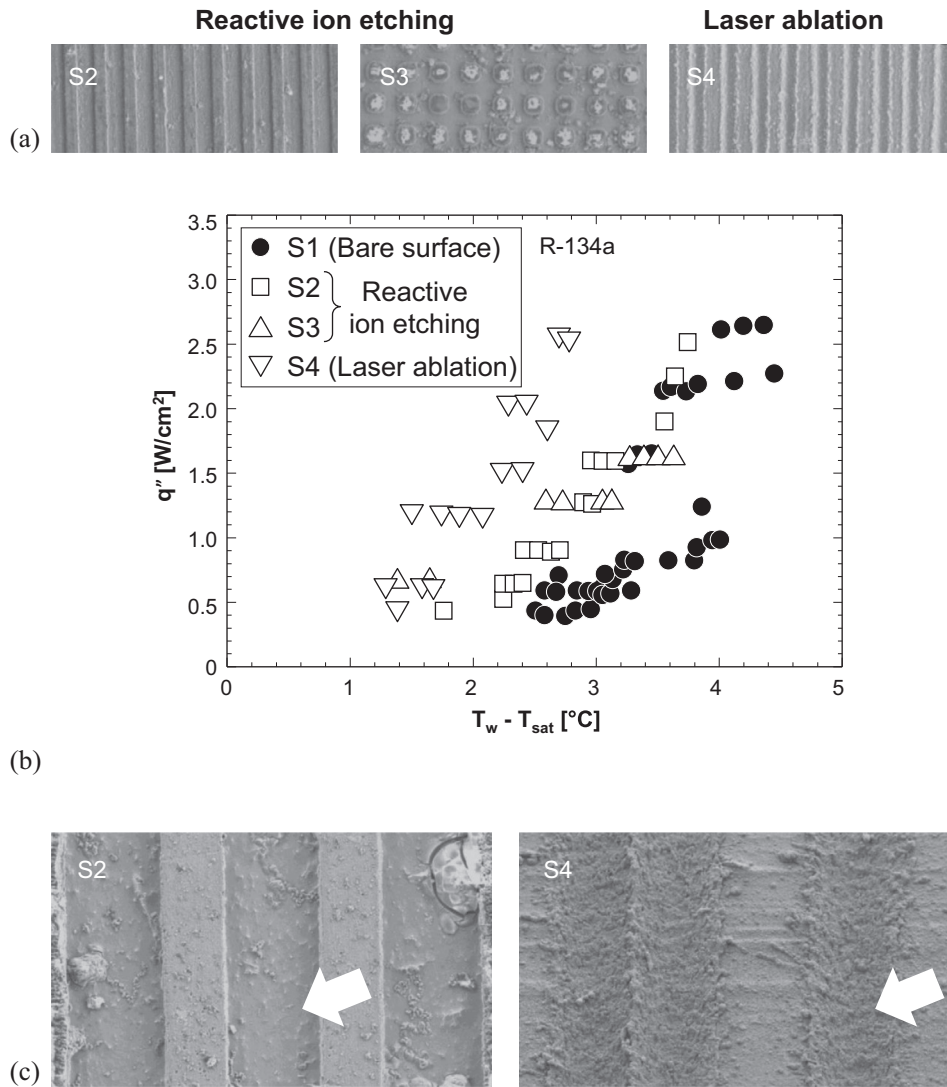 Reactive ion etching
Laser ablation
S2
S3
S4
(a)
3.5
3.0
2.5
2.0
1.5
1.0
0.5
0
q″ [W/cm²]
S1 (Bare surface)
S2
S3
Reactive
ion etching
S4 (Laser ablation)
R-134a
0
1
2
3
4
5
T_w - T_sat [°C]
(b)
S2
S4
(c)